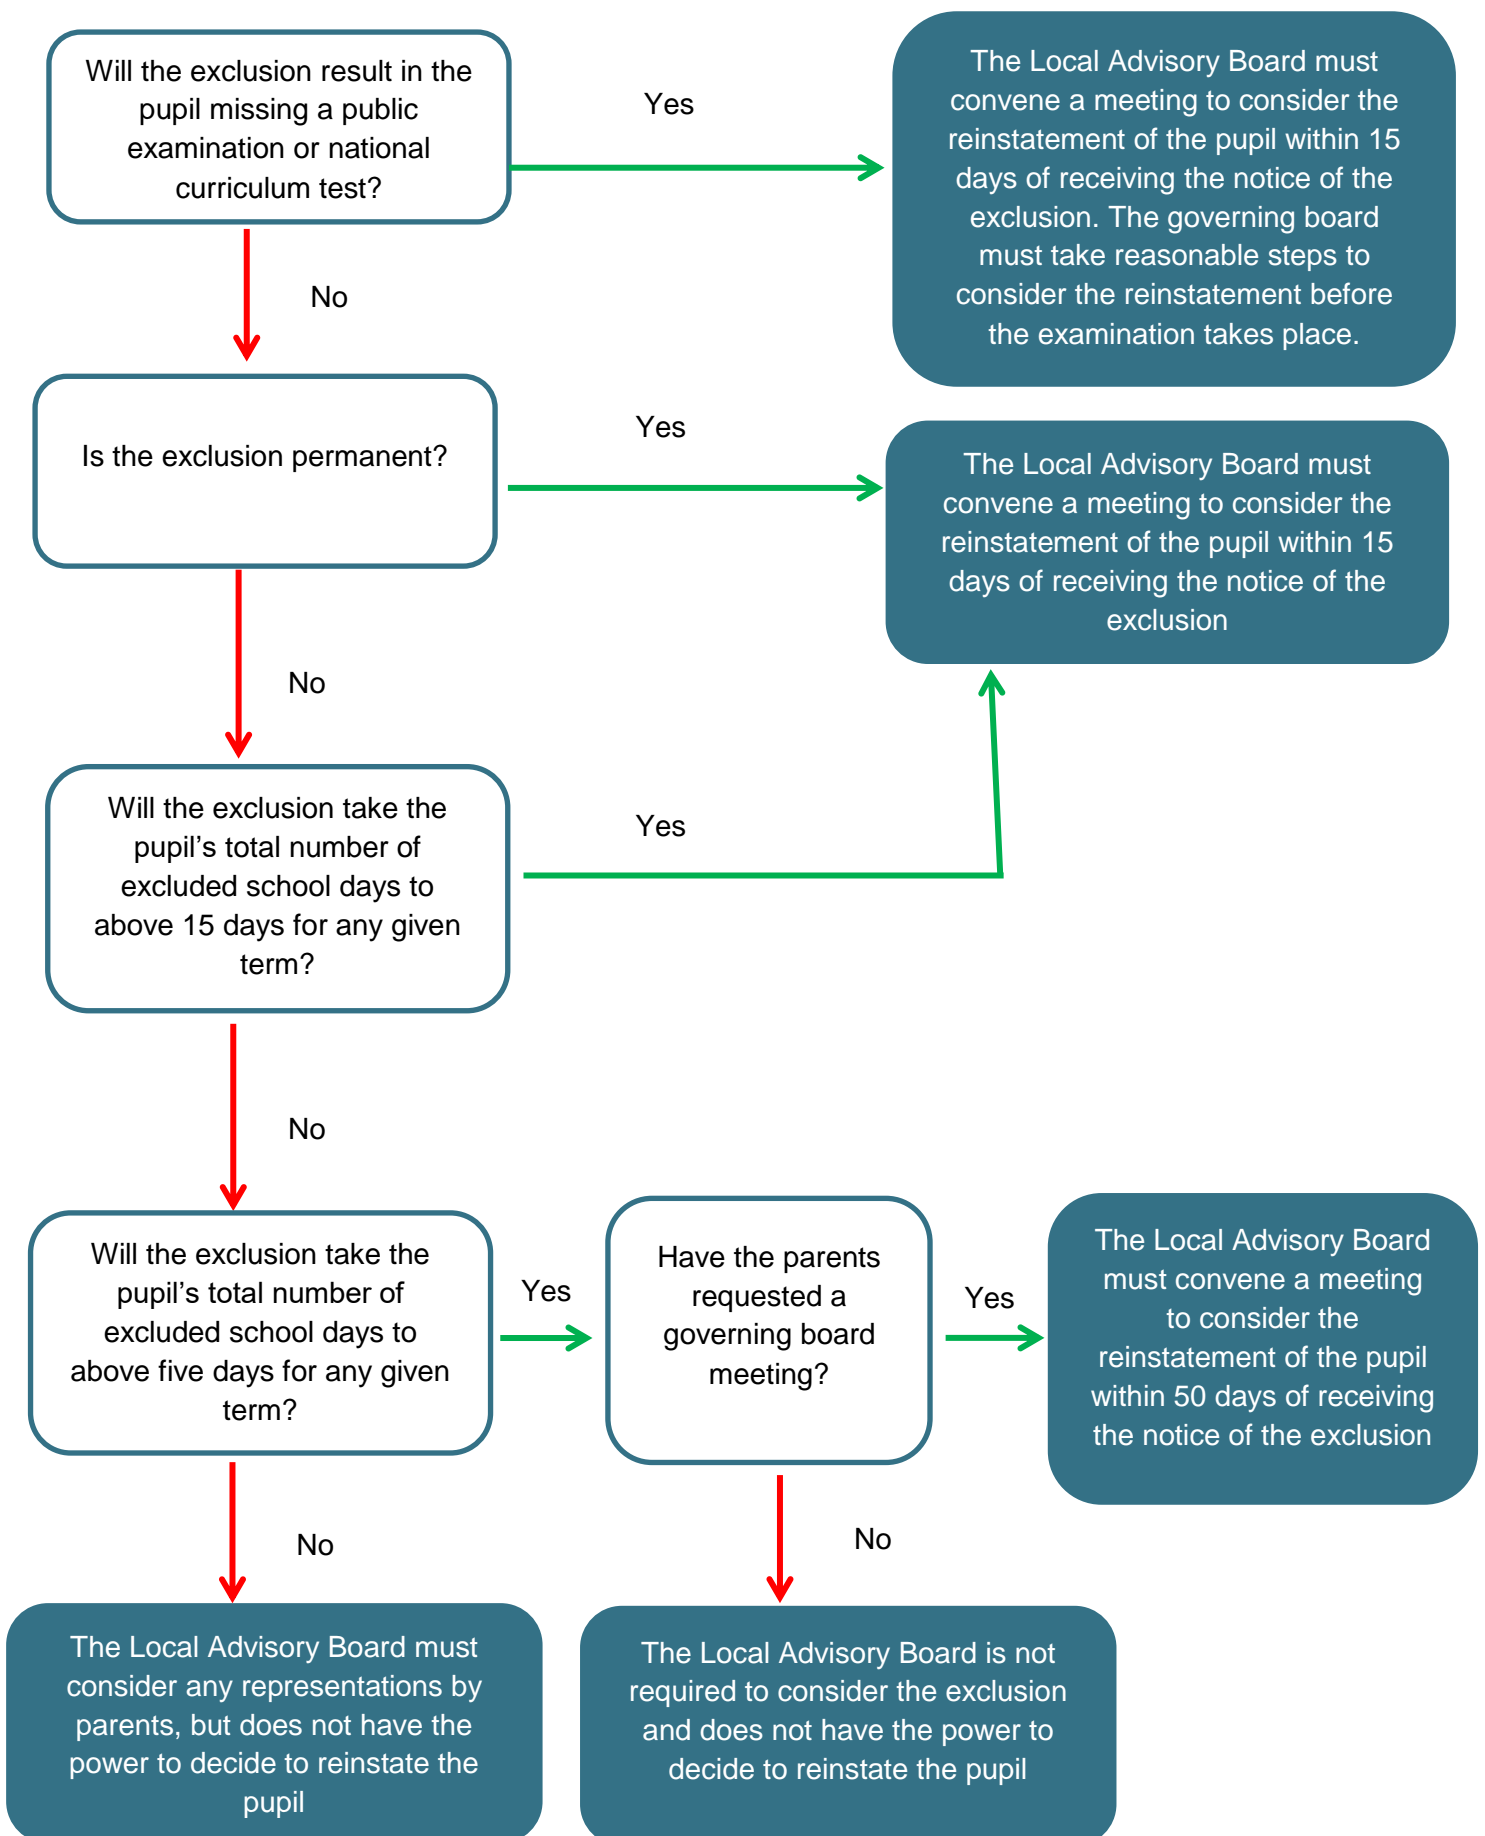 Will the exclusion result in the
pupil missing a public
examination or national
curriculum test?
Yes
The Local Advisory Board must
convene a meeting to consider the
reinstatement of the pupil within 15
days of receiving the notice of the
exclusion. The governing board
must take reasonable steps to
consider the reinstatement before
the examination takes place.
No
Is the exclusion permanent?
Yes
The Local Advisory Board must
convene a meeting to consider the
reinstatement of the pupil within 15
days of receiving the notice of the
exclusion
No
Will the exclusion take the
pupil’s total number of
excluded school days to
above 15 days for any given
term?
Yes
No
Will the exclusion take the
pupil’s total number of
excluded school days to
above five days for any given
term?
Yes
Have the parents
requested a
governing board
meeting?
Yes
The Local Advisory Board
must convene a meeting
to consider the
reinstatement of the pupil
within 50 days of receiving
the notice of the exclusion
No
No
The Local Advisory Board must
consider any representations by
parents, but does not have the
power to decide to reinstate the
pupil
The Local Advisory Board is not
required to consider the exclusion
and does not have the power to
decide to reinstate the pupil